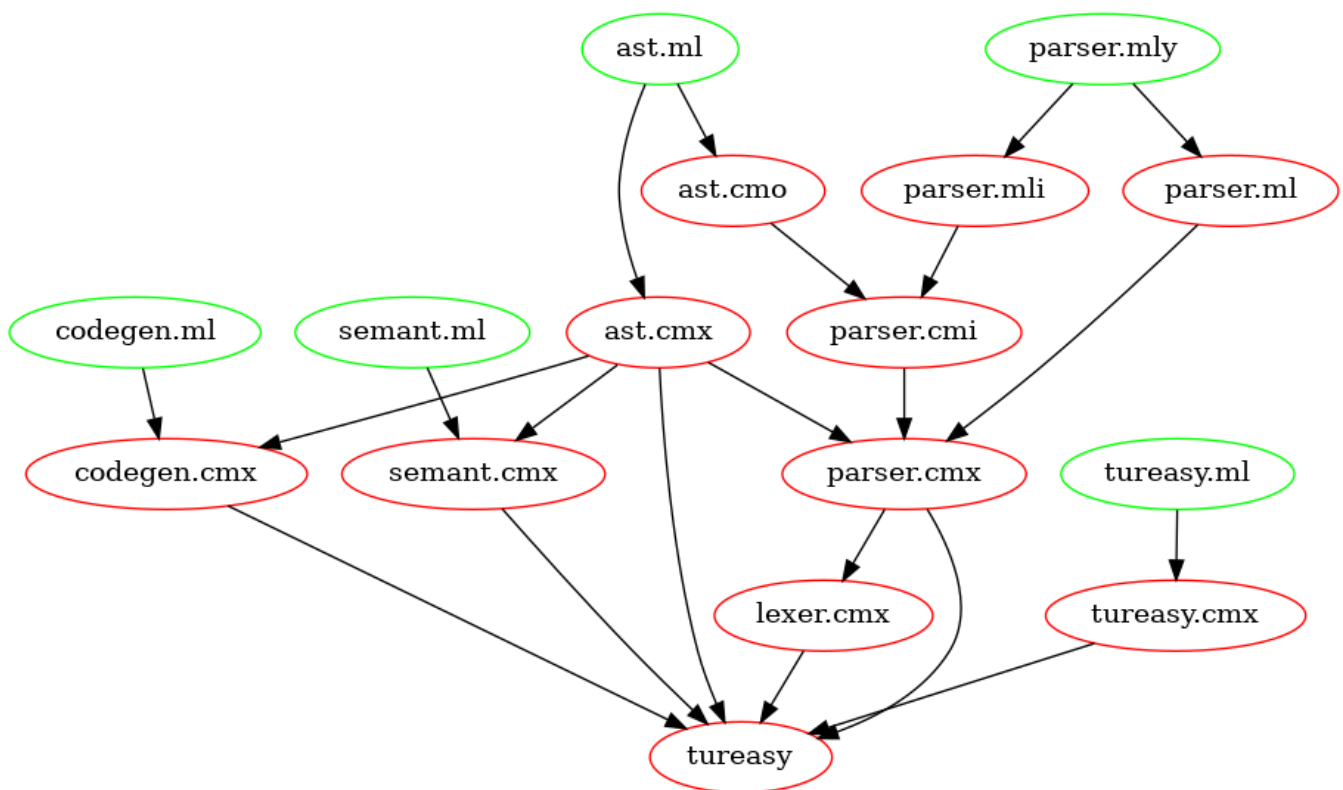 ast.ml
parser.mly
ast.cmo
parser.mli
parser.ml
codegen.ml
semant.ml
ast.cmx
parser.cmi
codegen.cmx
semant.cmx
parser.cmx
tureasy.ml
lexer.cmx
tureasy.cmx
tureasy